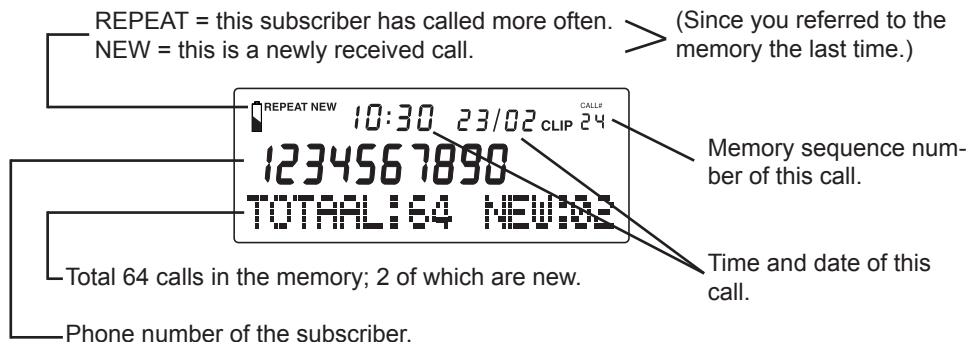 REPEAT = this subscriber has called more often.
NEW = this is a newly received call.
(Since you referred to the
memory the last time.)
REPEAT NEW 10:30 23/02 CLIP CALL# 24
1234567890
TOTAAL:64 NEW:02
Memory sequence num-
ber of this call.
Time and date of this
call.
Total 64 calls in the memory; 2 of which are new.
Phone number of the subscriber.